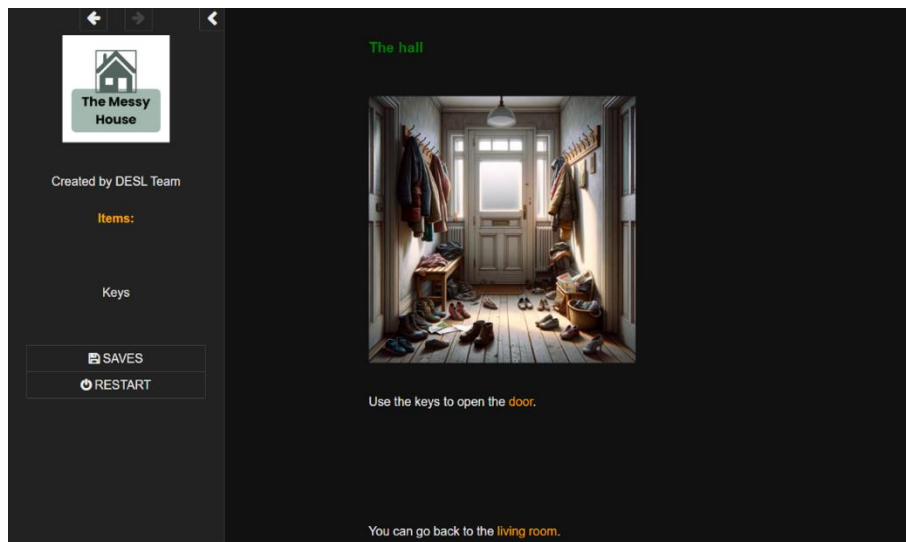 The Messy
House
Created by DESL Team
Items:
Keys
SAVES
RESTART
The hall
Use the keys to open the door.
You can go back to the living room.